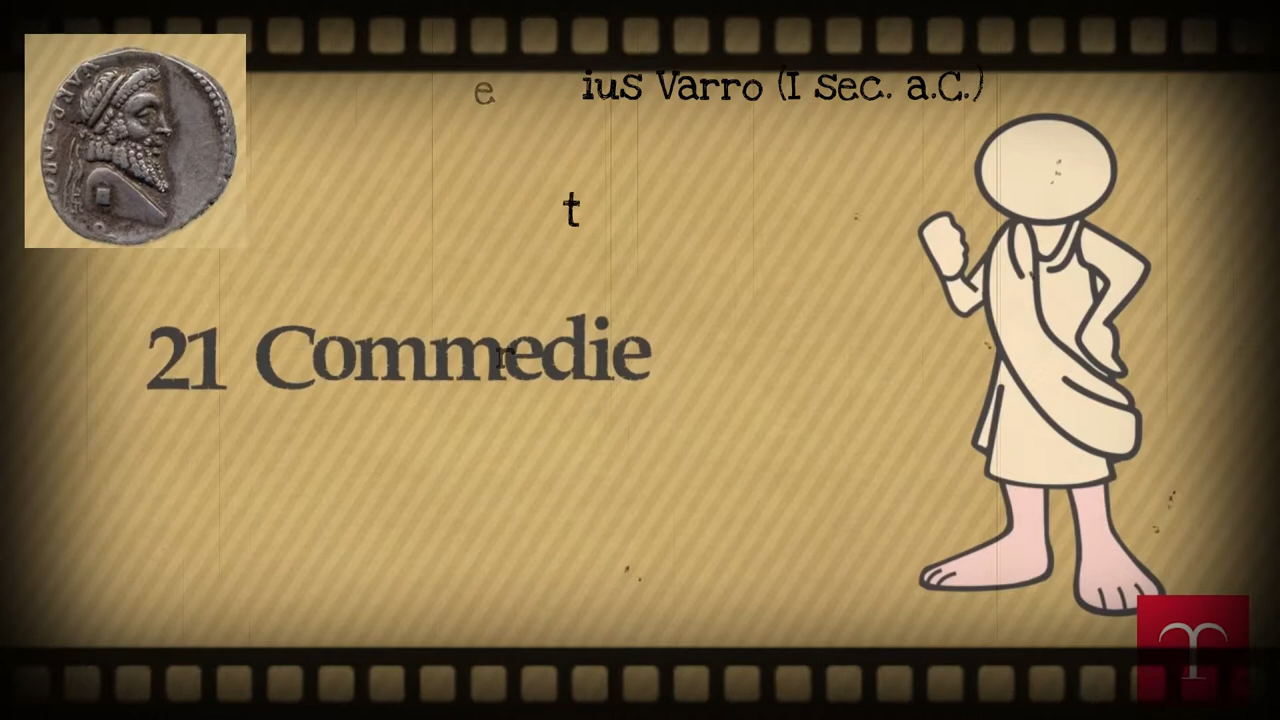 e ius Varro (I sec. a.C.)
t
21 Commedie
r